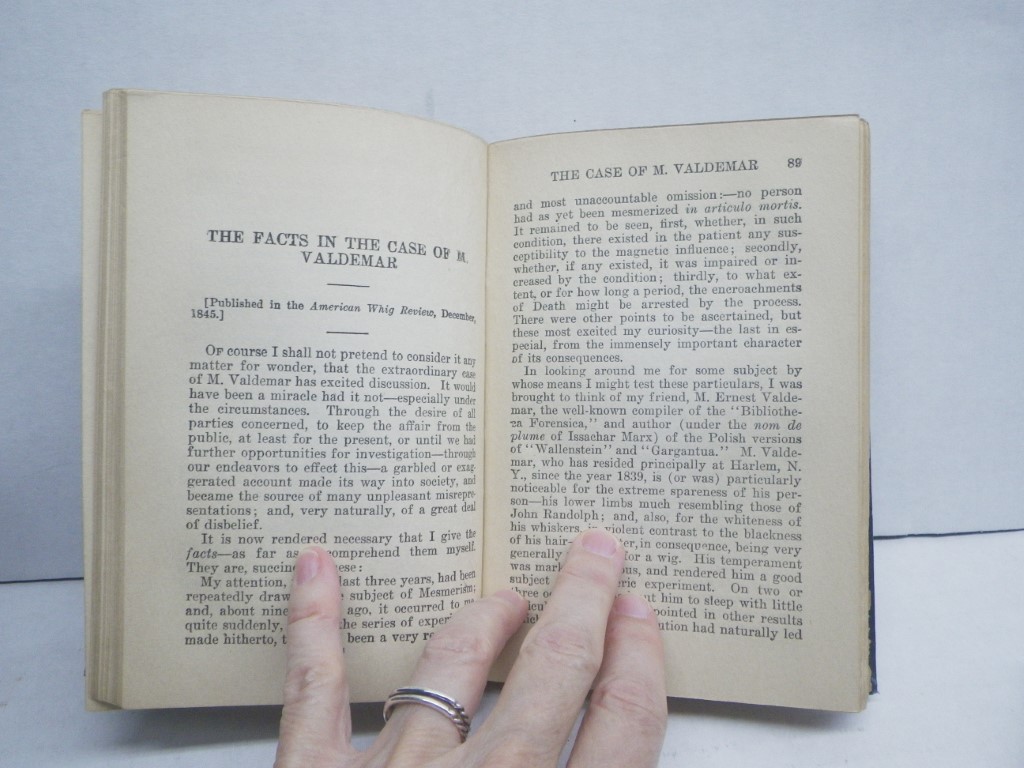 THE FACTS IN THE CASE OF M.
VALDEMAR
[Published in the American Whig Review, December,
1845.]
OF course I shall not pretend to consider it any
matter for wonder, that the extraordinary case
of M. Valdemar has excited discussion. It would
have been a miracle had it not—especially under
the circumstances. Through the desire of all
parties concerned, to keep the affair from the
public, at least for the present, or until we had
further opportunities for investigation—through
our endeavors to effect this—a garbled or exag-
gerated account made its way into society, and
became the source of many unpleasant misrepre-
sentations; and, very naturally, of a great deal
of disbelief.
It is now rendered necessary that I give the
facts—as far as comprehend them myself.
They are, succin these:
My attention, last three years, had been
repeatedly draw subject of Mesmerism;
and, about nine ago, it occurred to me
quite suddenly, the series of experi
made hitherto, been a very re
THE CASE OF M. VALDEMAR 89
and most unaccountable omission:—no person
had as yet been mesmerized in articulo mortis.
It remained to be seen, first, whether, in such
condition, there existed in the patient any sus-
ceptibility to the magnetic influence; secondly,
whether, if any existed, it was impaired or in-
creased by the condition; thirdly, to what ex-
tent, or for how long a period, the encroachments
of Death might be arrested by the process.
There were other points to be ascertained, but
these most excited my curiosity—the last in es-
pecial, from the immensely important character
of its consequences.
In looking around me for some subject by
whose means I might test these particulars, I was
brought to think of my friend, M. Ernest Valde-
mar, the well-known compiler of the "Bibliothe-
ca Forensica," and author (under the nom de
plume of Issachar Marx) of the Polish versions
of "Wallenstein" and "Gargantua." M. Valde-
mar, who has resided principally at Harlem, N.
Y., since the year 1839, is (or was) particularly
noticeable for the extreme spareness of his per-
son—his lower limbs much resembling those of
John Randolph; and, also, for the whiteness of
his whiskers, in violent contrast to the blackness
of his hair— ter, in consequence, being very
generally for a wig. His temperament
was mark ous, and rendered him a good
subject eric experiment. On two or
three oc ut him to sleep with little
icul pointed in other results
ution had naturally led